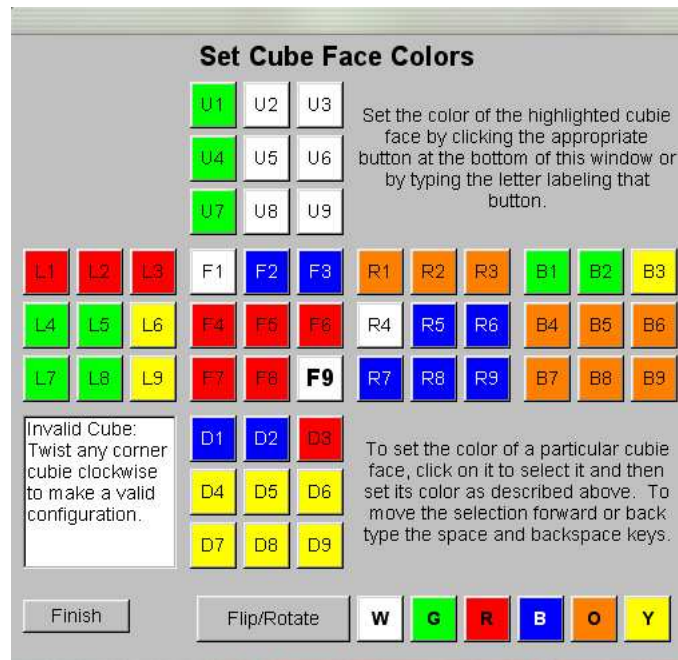 Set Cube Face Colors
U1 U2 U3
U4 U5 U6
U7 U8 U9
Set the color of the highlighted cubie
face by clicking the appropriate
button at the bottom of this window or
by typing the letter labeling that
button.
L1 L2 L3 F1 F2 F3 R1 R2 R3 B1 B2 B3
L4 L5 L6 F4 F5 F6 R4 R5 R6 B4 B5 B6
L7 L8 L9 F7 F8 F9 R7 R8 R9 B7 B8 B9
Invalid Cube:
Twist any corner
cubie clockwise
to make a valid
configuration.
D1 D2 D3
D4 D5 D6
D7 D8 D9
To set the color of a particular cubie
face, click on it to select it and then
set its color as described above. To
move the selection forward or back
type the space and backspace keys.
Finish Flip/Rotate W G R B O Y